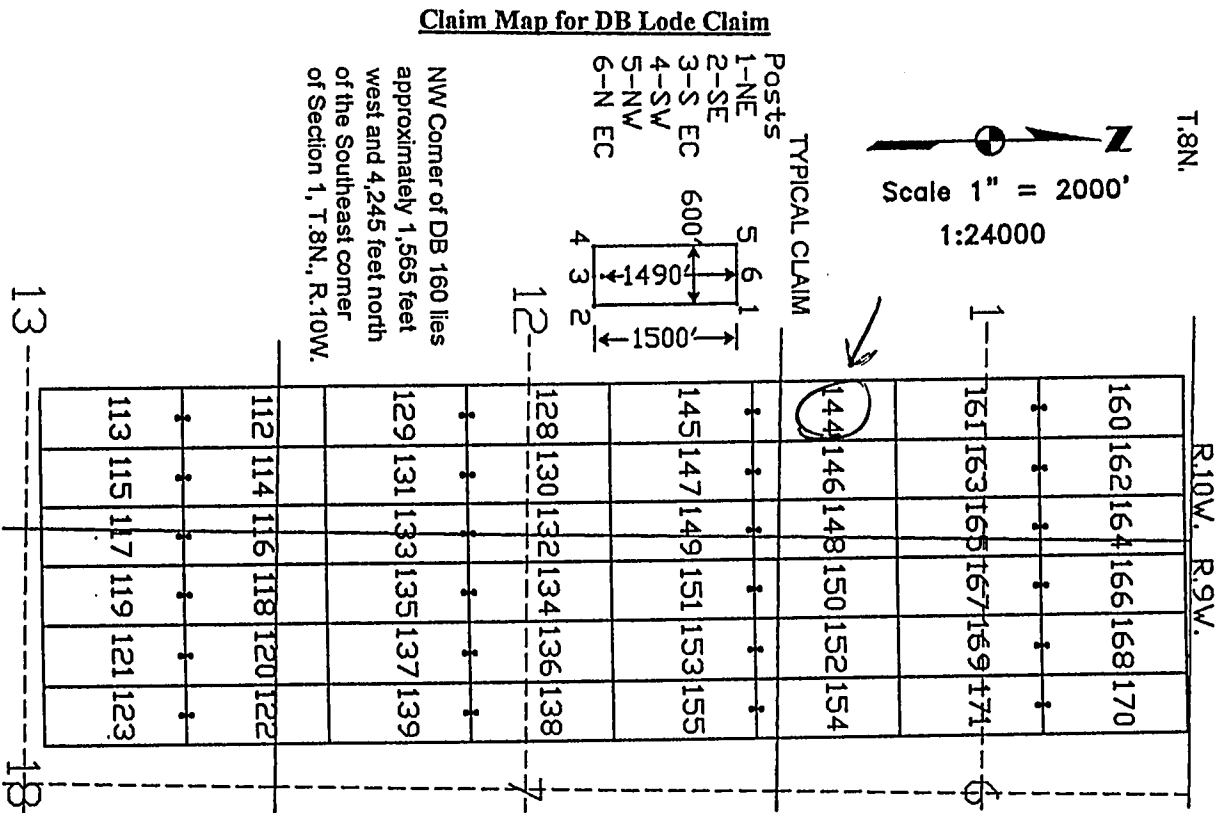 Claim Map for DB Lode Claim
T.8N.
Z
Scale 1" = 2000'
1:24000
Posts
1-NE
2-SE
3-S EC
4-SW
5-NW
6-N EC
TYPICAL CLAIM
5 6 1
600'
1490'
1500'
4 3 2
NW Corner of DB 160 lies
approximately 1,565 feet
west and 4,245 feet north
of the Southeast corner
of Section 1, T.8N., R.10W.
R.10W. R.9W.
160 162 164 166 168 170
1 6
161 163 165 167 169 171
144 146 148 150 152 154
145 147 149 151 153 155
12 7
128 130 132 134 136 138
129 131 133 135 137 139
112 114 116 118 120 122
113 115 117 119 121 123
13 18